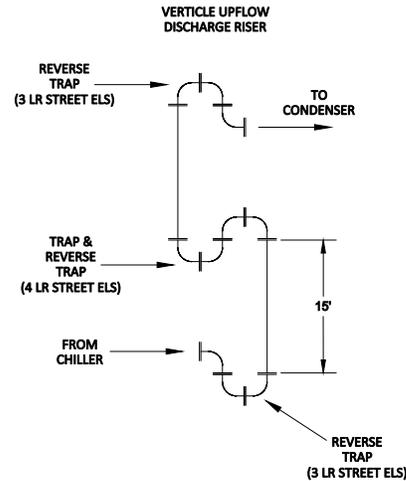 VERTICLE UPFLOW
DISCHARGE RISER
REVERSE
TRAP
(3 LR STREET ELS)
TO
CONDENSER
TRAP &
REVERSE
TRAP
(4 LR STREET ELS)
15'
FROM
CHILLER
REVERSE
TRAP
(3 LR STREET ELS)